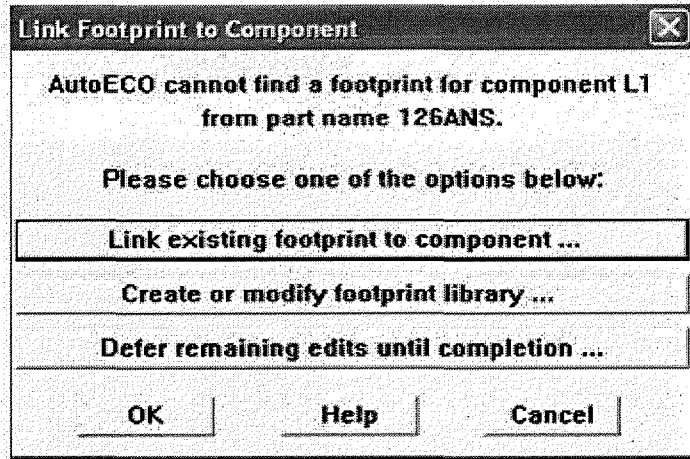 Link Footprint to Component
AutoECO cannot find a footprint for component L1
from part name 126ANS.
Please choose one of the options below:
Link existing footprint to component ...
Create or modify footprint library ...
Defer remaining edits until completion ...
OK Help Cancel